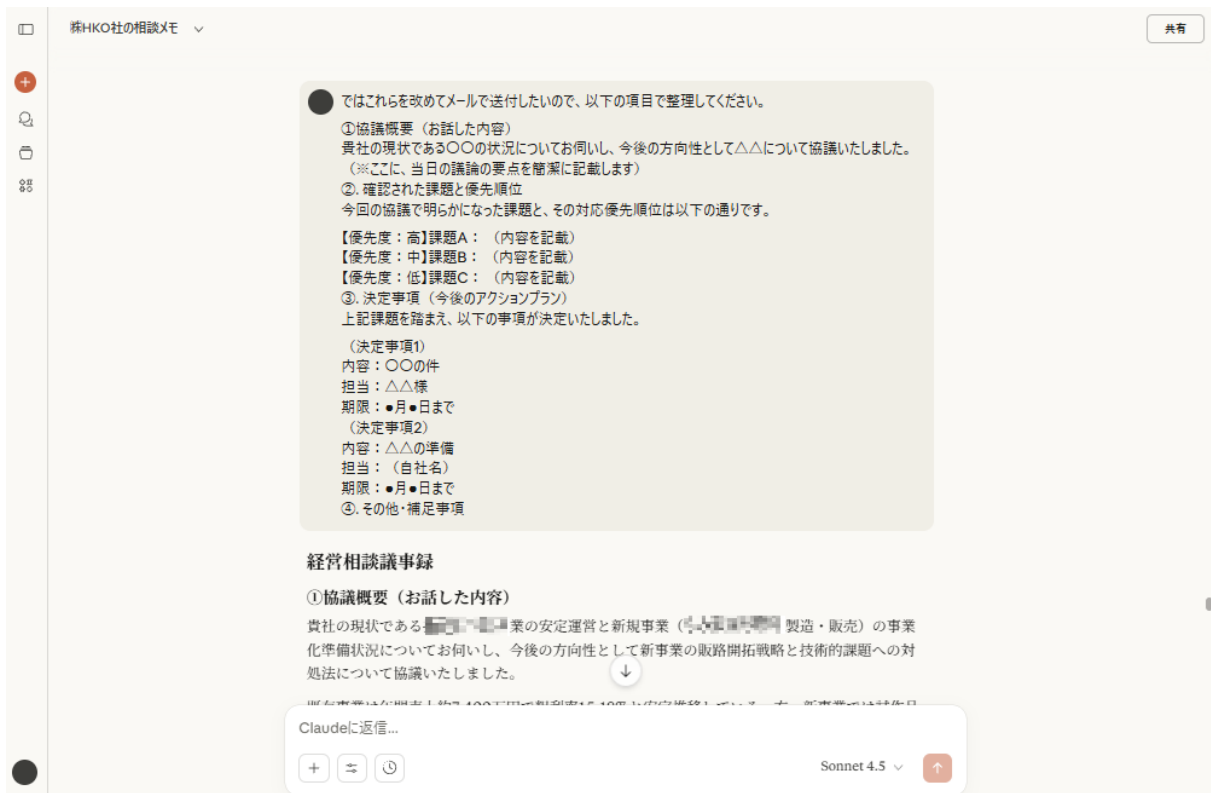 ㈱HKO社の相談メモ
共有
ではこれらを改めてメールで送付したいので、以下の項目で整理してください。
①協議概要（お話した内容）
貴社の現状である〇〇の状況についてお伺いし、今後の方向性として△△について協議いたしました。
（※ここに、当日の議論の要点を簡潔に記載します）
②. 確認された課題と優先順位
今回の協議で明らかになった課題と、その対応優先順位は以下の通りです。
【優先度：高】課題A： （内容を記載）
【優先度：中】課題B： （内容を記載）
【優先度：低】課題C： （内容を記載）
③. 決定事項（今後のアクションプラン）
上記課題を踏まえ、以下の事項が決定いたしました。
（決定事項1）
内容：〇〇の件
担当：△△様
期限：●月●日まで
（決定事項2）
内容：△△の準備
担当：（自社名）
期限：●月●日まで
④. その他・補足事項
経営相談議事録
①協議概要（お話した内容）
貴社の現状である 業の安定運営と新規事業（ 製造・販売）の事業
化準備状況についてお伺いし、今後の方向性として新事業の販路開拓戦略と技術的課題への対
処法について協議いたしました。
Claudeに返信...
Sonnet 4.5